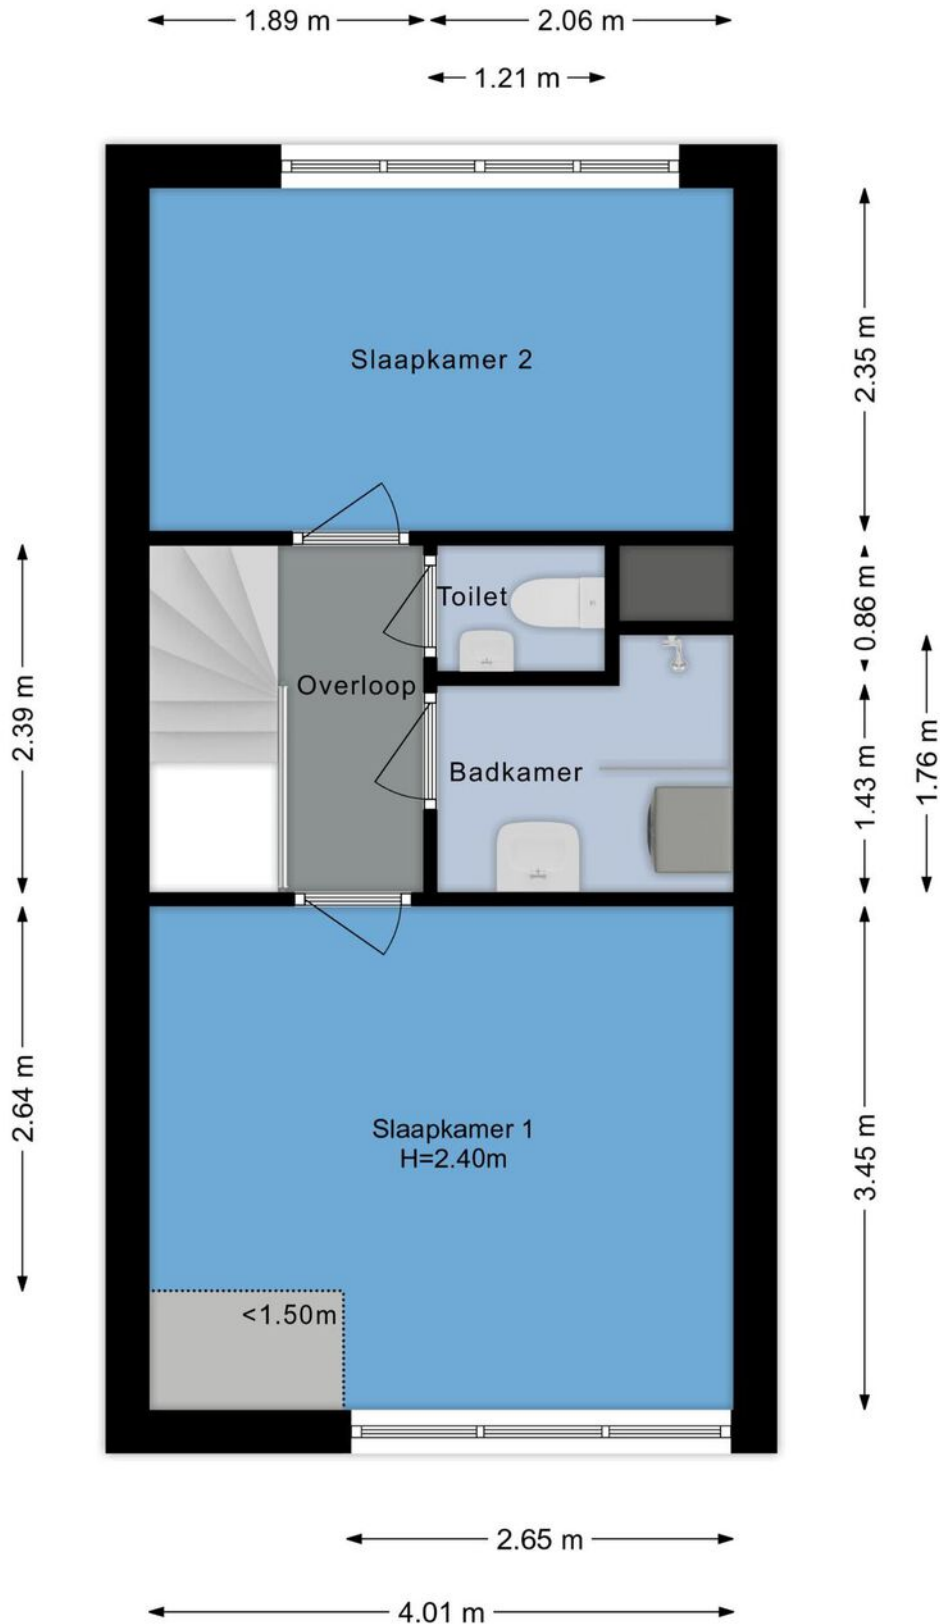 1.89 m
2.06 m
1.21 m
Slaapkamer 2
2.35 m
Toilet
0.86 m
Overloop
2.39 m
Badkamer
1.43 m
1.76 m
Slaapkamer 1
H=2.40m
2.64 m
3.45 m
<1.50m
2.65 m
4.01 m